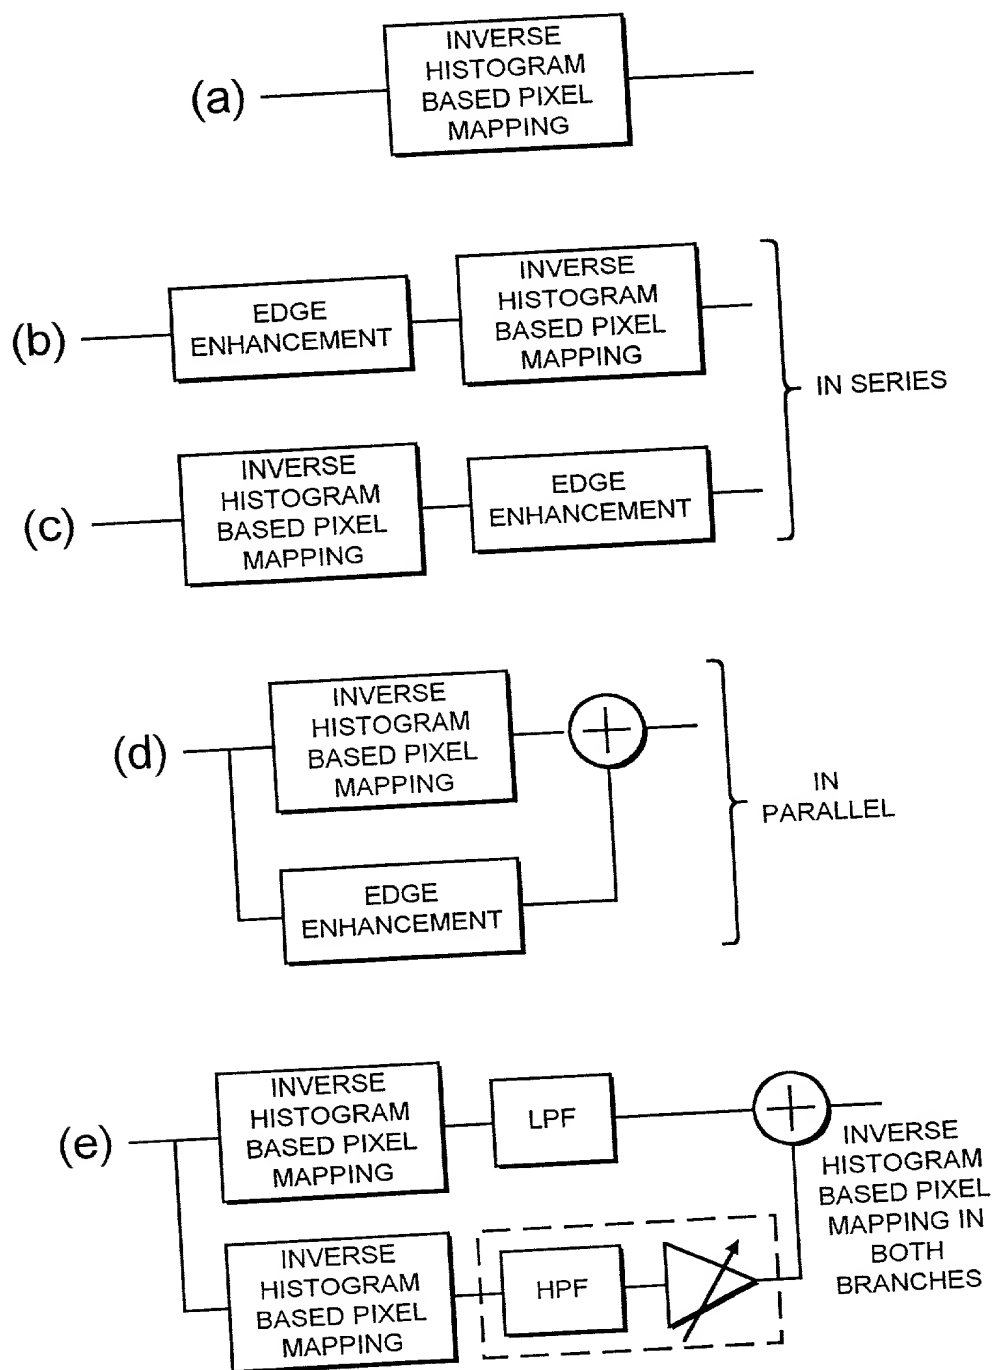 (a)
INVERSE
HISTOGRAM
BASED PIXEL
MAPPING
(b)
EDGE
ENHANCEMENT
INVERSE
HISTOGRAM
BASED PIXEL
MAPPING
IN SERIES
(c)
INVERSE
HISTOGRAM
BASED PIXEL
MAPPING
EDGE
ENHANCEMENT
(d)
INVERSE
HISTOGRAM
BASED PIXEL
MAPPING
EDGE
ENHANCEMENT
IN
PARALLEL
(e)
INVERSE
HISTOGRAM
BASED PIXEL
MAPPING
LPF
INVERSE
HISTOGRAM
BASED PIXEL
MAPPING
HPF
INVERSE
HISTOGRAM
BASED PIXEL
MAPPING IN
BOTH
BRANCHES